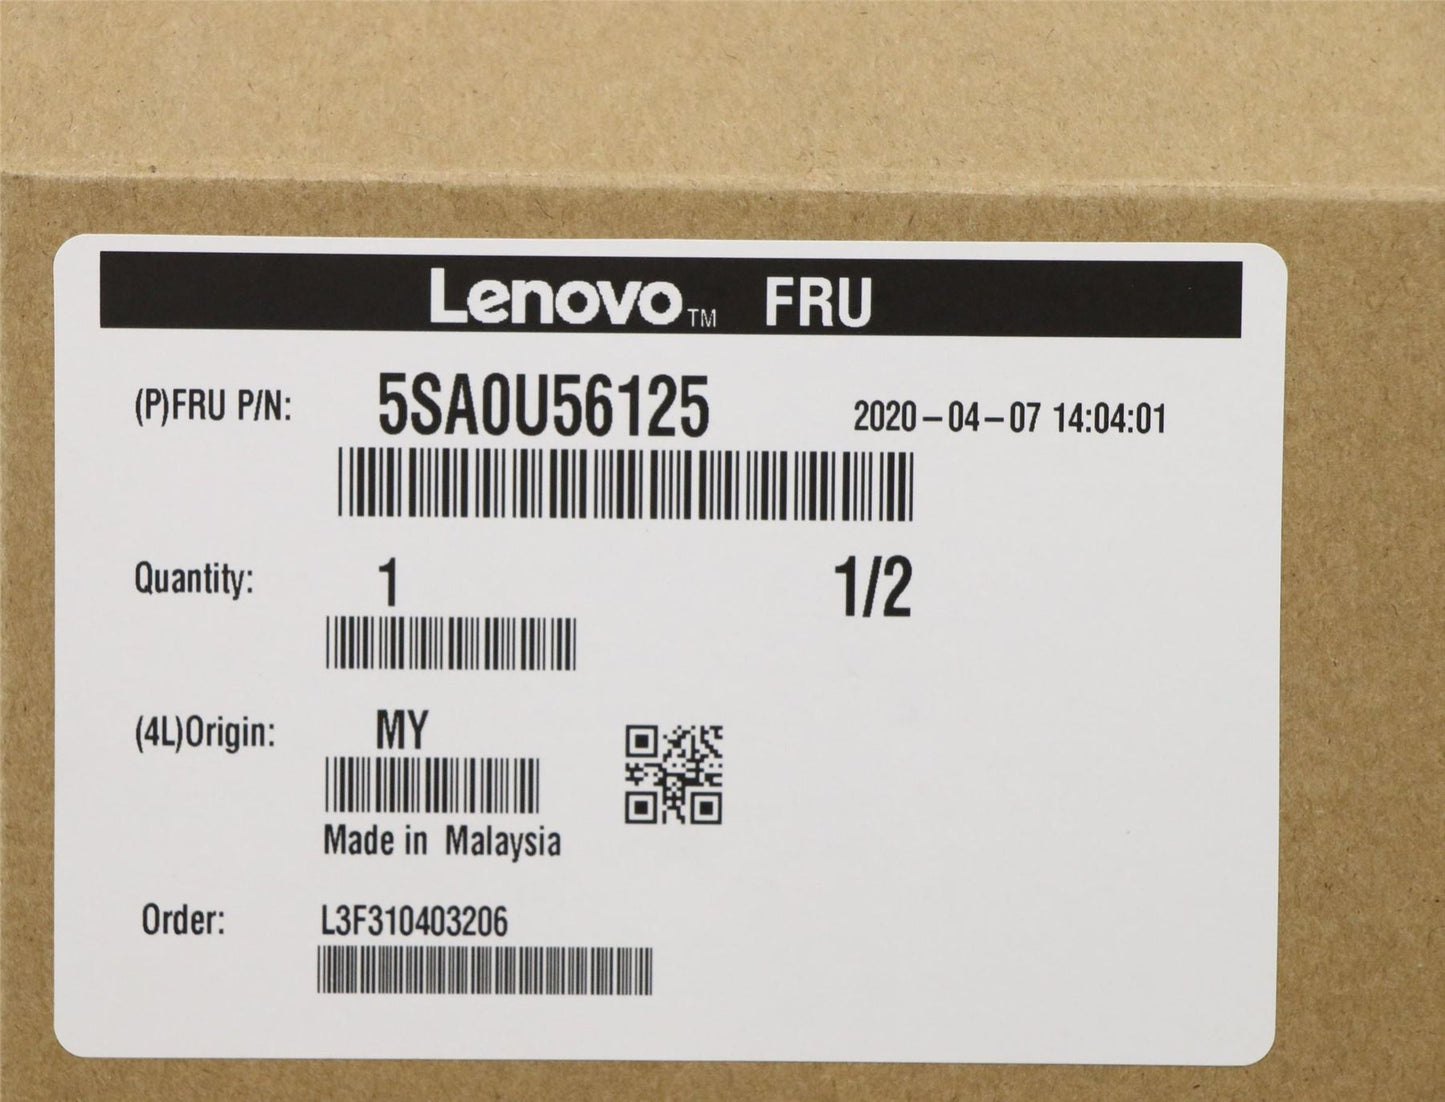 Lenovo™ FRU
(P)FRU P/N: 5SA0U56125 2020-04-07 14:04:01
Quantity: 1 1/2
(4L)Origin: MY
Made in Malaysia
Order: L3F310403206